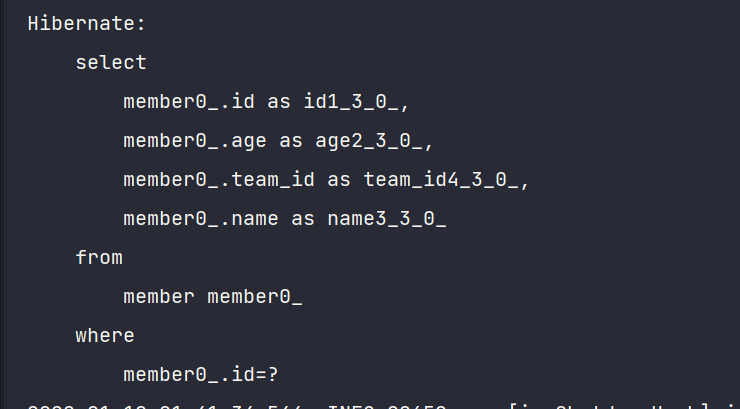 Hibernate:
select
member0_.id as id1_3_0_,
member0_.age as age2_3_0_,
member0_.team_id as team_id4_3_0_,
member0_.name as name3_3_0_
from
member member0_
where
member0_.id=?